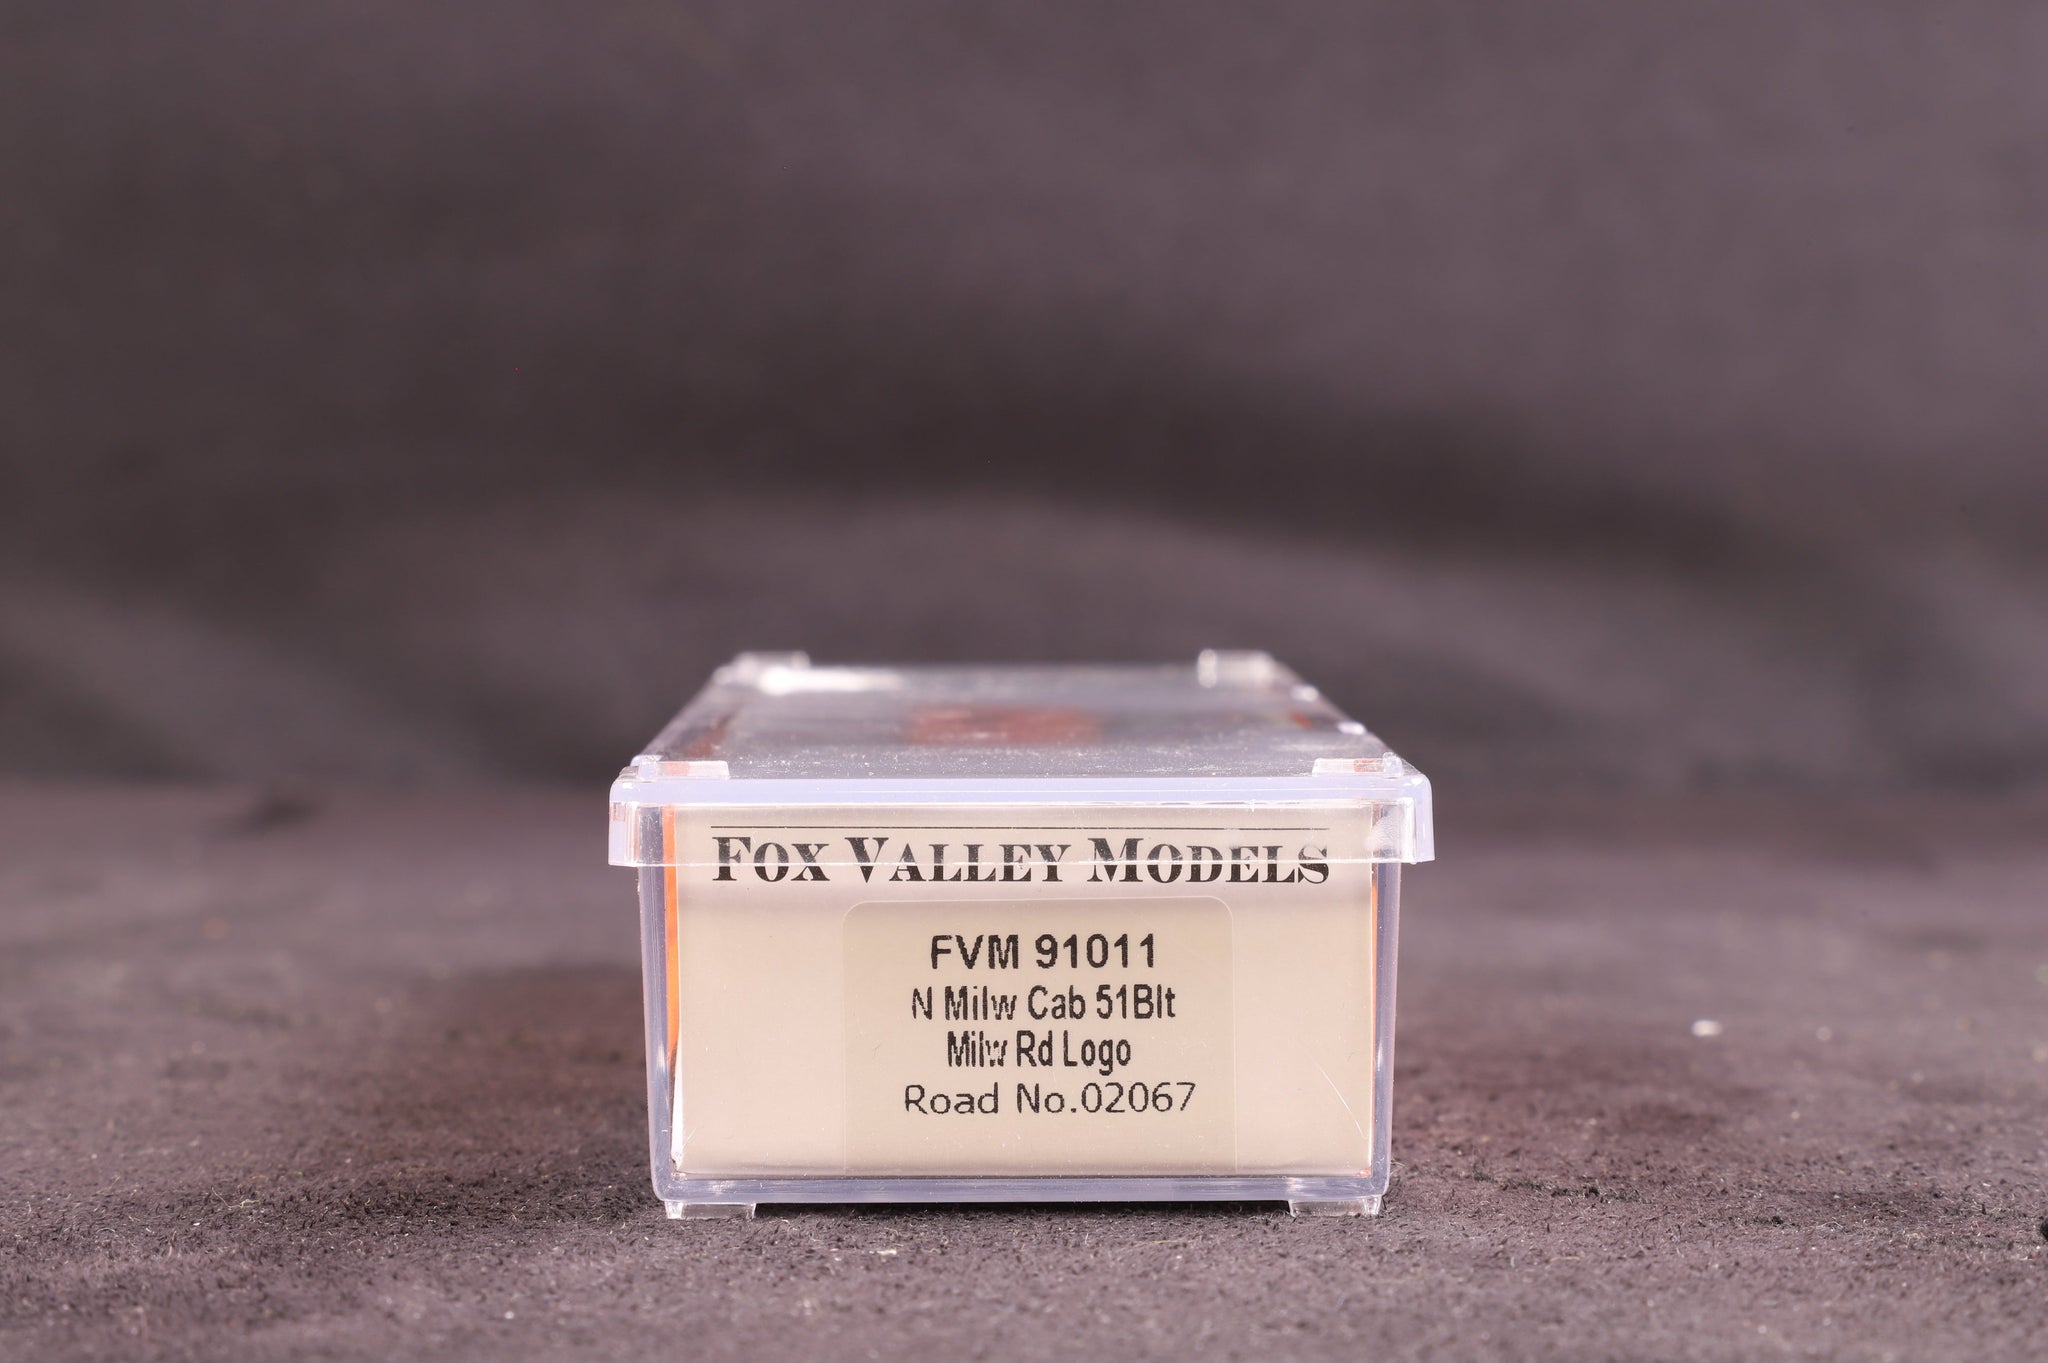 FOX VALLEY MODELS
FVM 91011
N Milw Cab 51Blt
Milw Rd Logo
Road No.02067